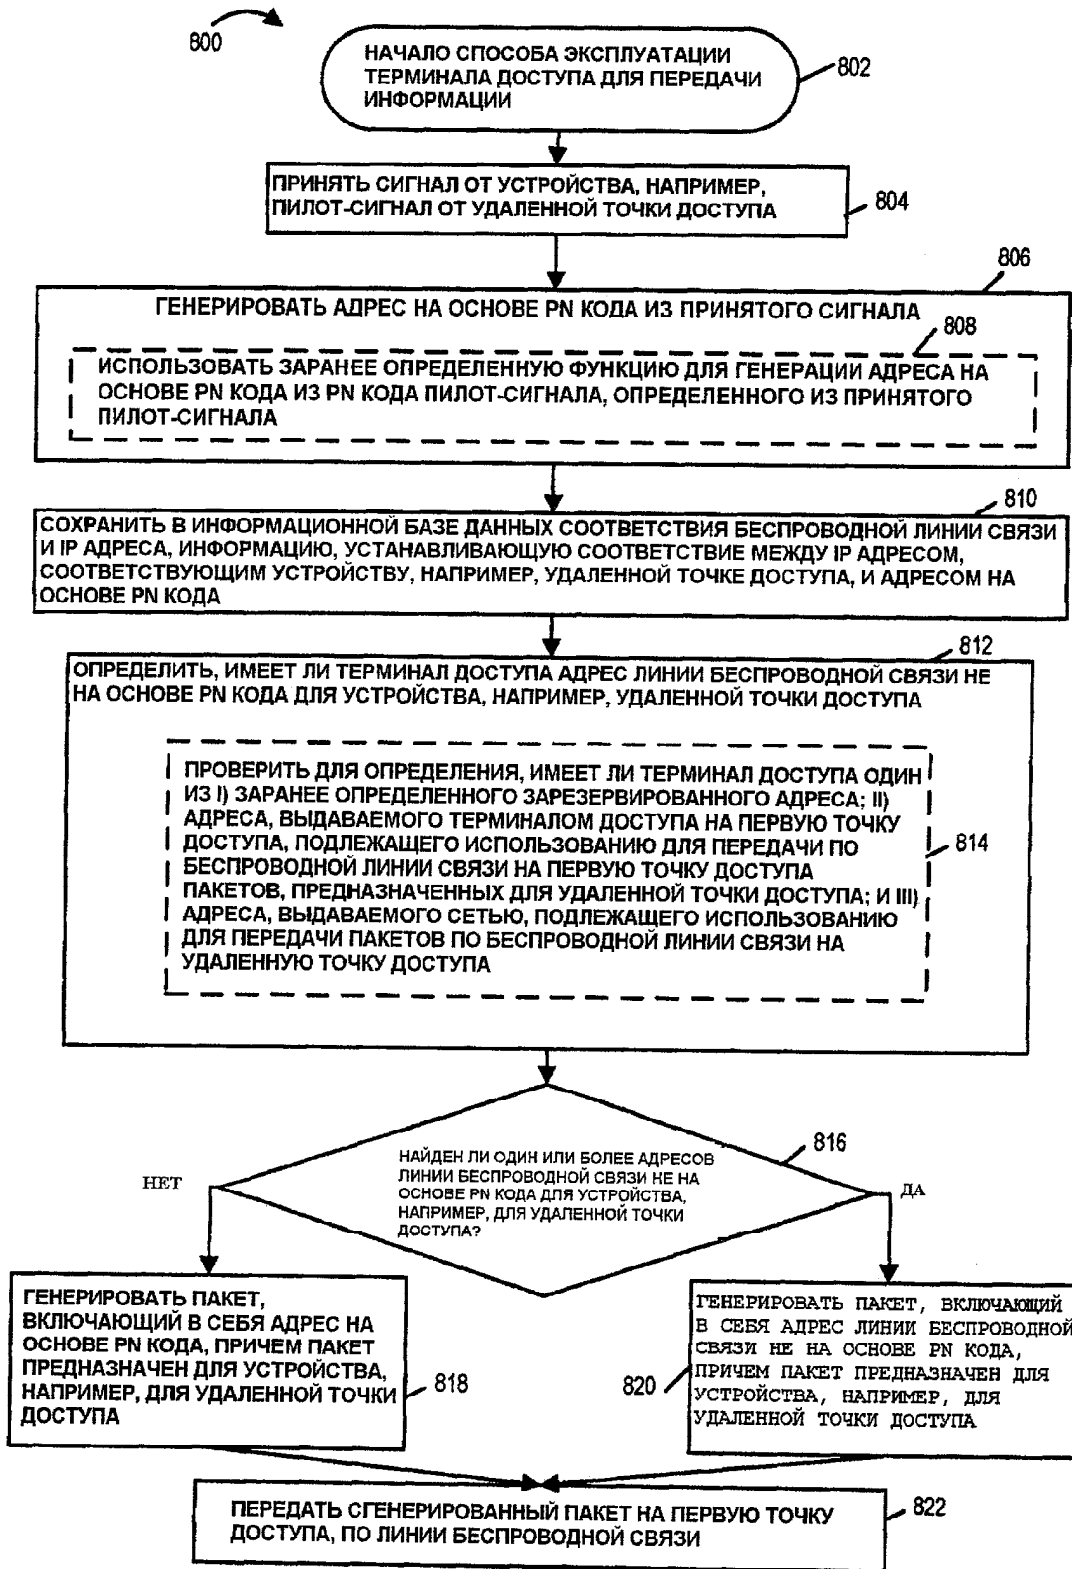 800
НАЧАЛО СПОСОБА ЭКСПЛУАТАЦИИ
ТЕРМИНАЛА ДОСТУПА ДЛЯ ПЕРЕДАЧИ
ИНФОРМАЦИИ
802
ПРИНЯТЬ СИГНАЛ ОТ УСТРОЙСТВА, НАПРИМЕР,
ПИЛОТ-СИГНАЛ ОТ УДАЛЕННОЙ ТОЧКИ ДОСТУПА
804
806
ГЕНЕРИРОВАТЬ АДРЕС НА ОСНОВЕ PN КОДА ИЗ ПРИНЯТОГО СИГНАЛА
808
ИСПОЛЬЗОВАТЬ ЗАРАНЕЕ ОПРЕДЕЛЕННУЮ ФУНКЦИЮ ДЛЯ ГЕНЕРАЦИИ АДРЕСА НА
ОСНОВЕ PN КОДА ИЗ PN КОДА ПИЛОТ-СИГНАЛА, ОПРЕДЕЛЕННОГО ИЗ ПРИНЯТОГО
ПИЛОТ-СИГНАЛА
810
СОХРАНИТЬ В ИНФОРМАЦИОННОЙ БАЗЕ ДАННЫХ СООТВЕТСТВИЯ БЕСПРОВОДНОЙ ЛИНИИ СВЯЗИ
И IP АДРЕСА, ИНФОРМАЦИЮ, УСТАНАВЛИВАЮЩУЮ СООТВЕТСТВИЕ МЕЖДУ IP АДРЕСОМ,
СООТВЕТСТВУЮЩИМ УСТРОЙСТВУ, НАПРИМЕР, УДАЛЕННОЙ ТОЧКЕ ДОСТУПА, И АДРЕСОМ НА
ОСНОВЕ PN КОДА
812
ОПРЕДЕЛИТЬ, ИМЕЕТ ЛИ ТЕРМИНАЛ ДОСТУПА АДРЕС ЛИНИИ БЕСПРОВОДНОЙ СВЯЗИ НЕ
НА ОСНОВЕ PN КОДА ДЛЯ УСТРОЙСТВА, НАПРИМЕР, УДАЛЕННОЙ ТОЧКИ ДОСТУПА
ПРОВЕРИТЬ ДЛЯ ОПРЕДЕЛЕНИЯ, ИМЕЕТ ЛИ ТЕРМИНАЛ ДОСТУПА ОДИН
ИЗ I) ЗАРАНЕЕ ОПРЕДЕЛЕННОГО ЗАРЕЗЕРВИРОВАННОГО АДРЕСА; II)
АДРЕСА, ВЫДАВАЕМОГО ТЕРМИНАЛОМ ДОСТУПА НА ПЕРВУЮ ТОЧКУ
ДОСТУПА, ПОДЛЕЖАЩЕГО ИСПОЛЬЗОВАНИЮ ДЛЯ ПЕРЕДАЧИ ПО
БЕСПРОВОДНОЙ ЛИНИИ СВЯЗИ НА ПЕРВУЮ ТОЧКУ ДОСТУПА
ПАКЕТОВ, ПРЕДНАЗНАЧЕННЫХ ДЛЯ УДАЛЕННОЙ ТОЧКИ ДОСТУПА; И III)
АДРЕСА, ВЫДАВАЕМОГО СЕТЬЮ, ПОДЛЕЖАЩЕГО ИСПОЛЬЗОВАНИЮ
ДЛЯ ПЕРЕДАЧИ ПАКЕТОВ ПО БЕСПРОВОДНОЙ ЛИНИИ СВЯЗИ НА
УДАЛЕННУЮ ТОЧКУ ДОСТУПА
814
816
НАЙДЕН ЛИ ОДИН ИЛИ БОЛЕЕ АДРЕСОВ
ЛИНИИ БЕСПРОВОДНОЙ СВЯЗИ НЕ НА
ОСНОВЕ PN КОДА ДЛЯ УСТРОЙСТВА,
НАПРИМЕР, ДЛЯ УДАЛЕННОЙ ТОЧКИ
ДОСТУПА?
НЕТ
ДА
ГЕНЕРИРОВАТЬ ПАКЕТ,
ВКЛЮЧАЮЩИЙ В СЕБЯ АДРЕС НА
ОСНОВЕ PN КОДА, ПРИЧЕМ ПАКЕТ
ПРЕДНАЗНАЧЕН ДЛЯ УСТРОЙСТВА,
НАПРИМЕР, ДЛЯ УДАЛЕННОЙ ТОЧКИ
ДОСТУПА
818
ГЕНЕРИРОВАТЬ ПАКЕТ, ВКЛЮЧАЮЩИЙ
В СЕБЯ АДРЕС ЛИНИИ БЕСПРОВОДНОЙ
СВЯЗИ НЕ НА ОСНОВЕ PN КОДА,
ПРИЧЕМ ПАКЕТ ПРЕДНАЗНАЧЕН ДЛЯ
УСТРОЙСТВА, НАПРИМЕР, ДЛЯ
УДАЛЕННОЙ ТОЧКИ ДОСТУПА
820
ПЕРЕДАТЬ СГЕНЕРИРОВАННЫЙ ПАКЕТ НА ПЕРВУЮ ТОЧКУ
ДОСТУПА, ПО ЛИНИИ БЕСПРОВОДНОЙ СВЯЗИ
822